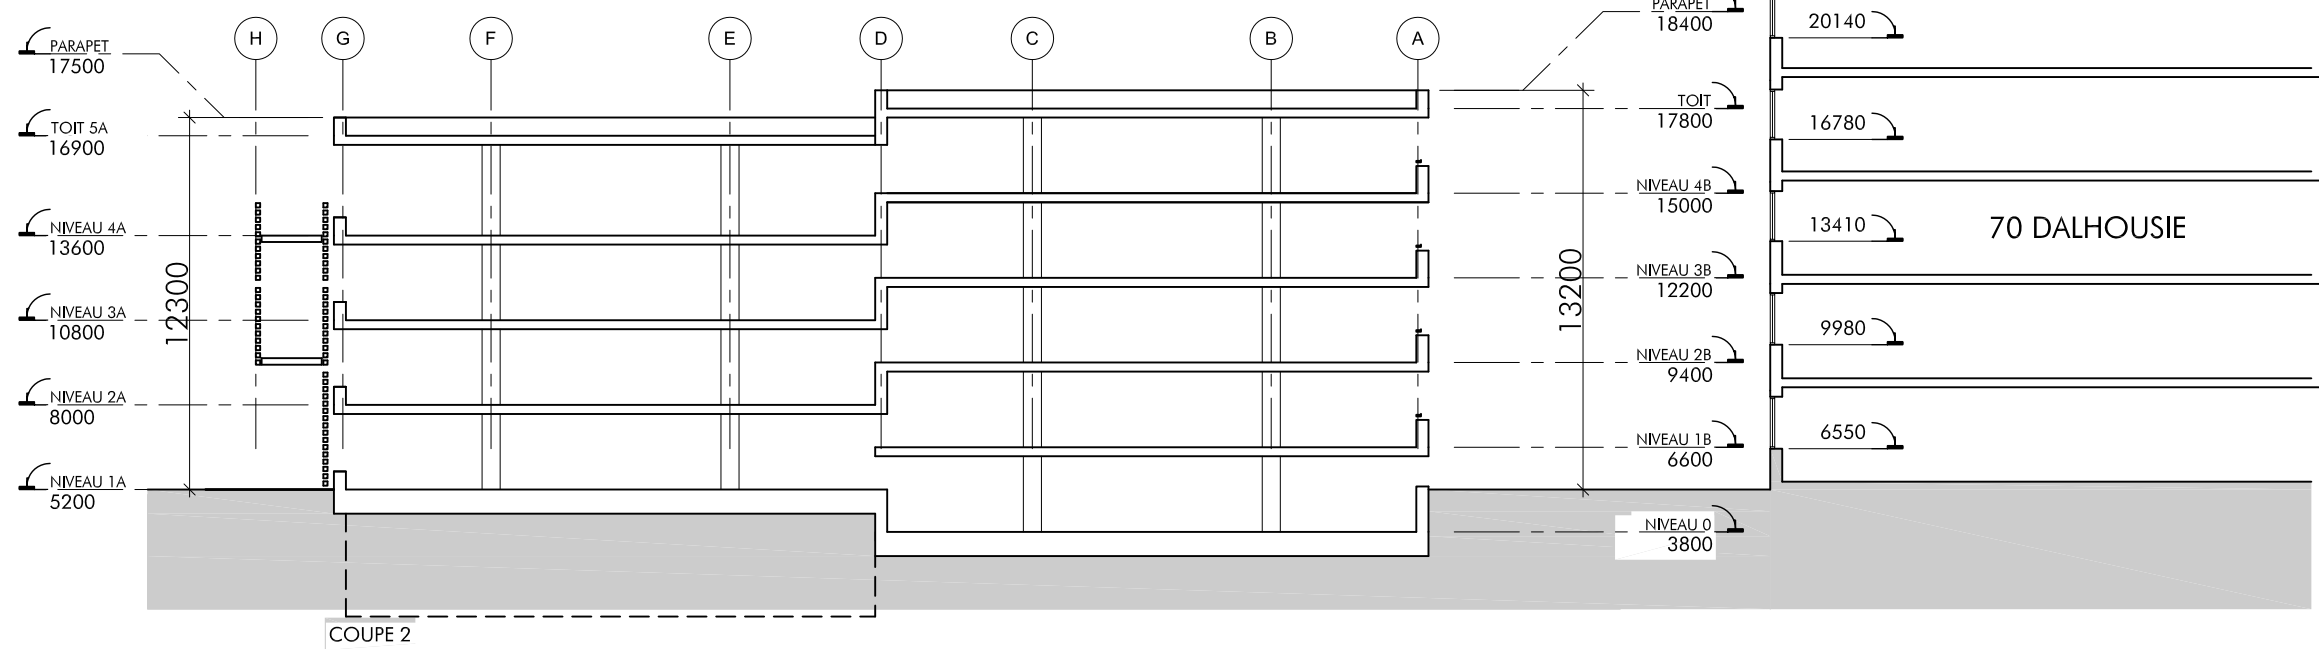 H
G
F
E
D
C
B
A
PARAPET
17500
TOIT 5A
16900
NIVEAU 4A
13600
NIVEAU 3A
10800
NIVEAU 2A
8000
NIVEAU 1A
5200
12300
13200
PARAPET
18400
TOIT
17800
NIVEAU 4B
15000
NIVEAU 3B
12200
NIVEAU 2B
9400
NIVEAU 1B
6600
NIVEAU 0
3800
20140
16780
13410
9980
6550
70 DALHOUSIE
COUPE 2